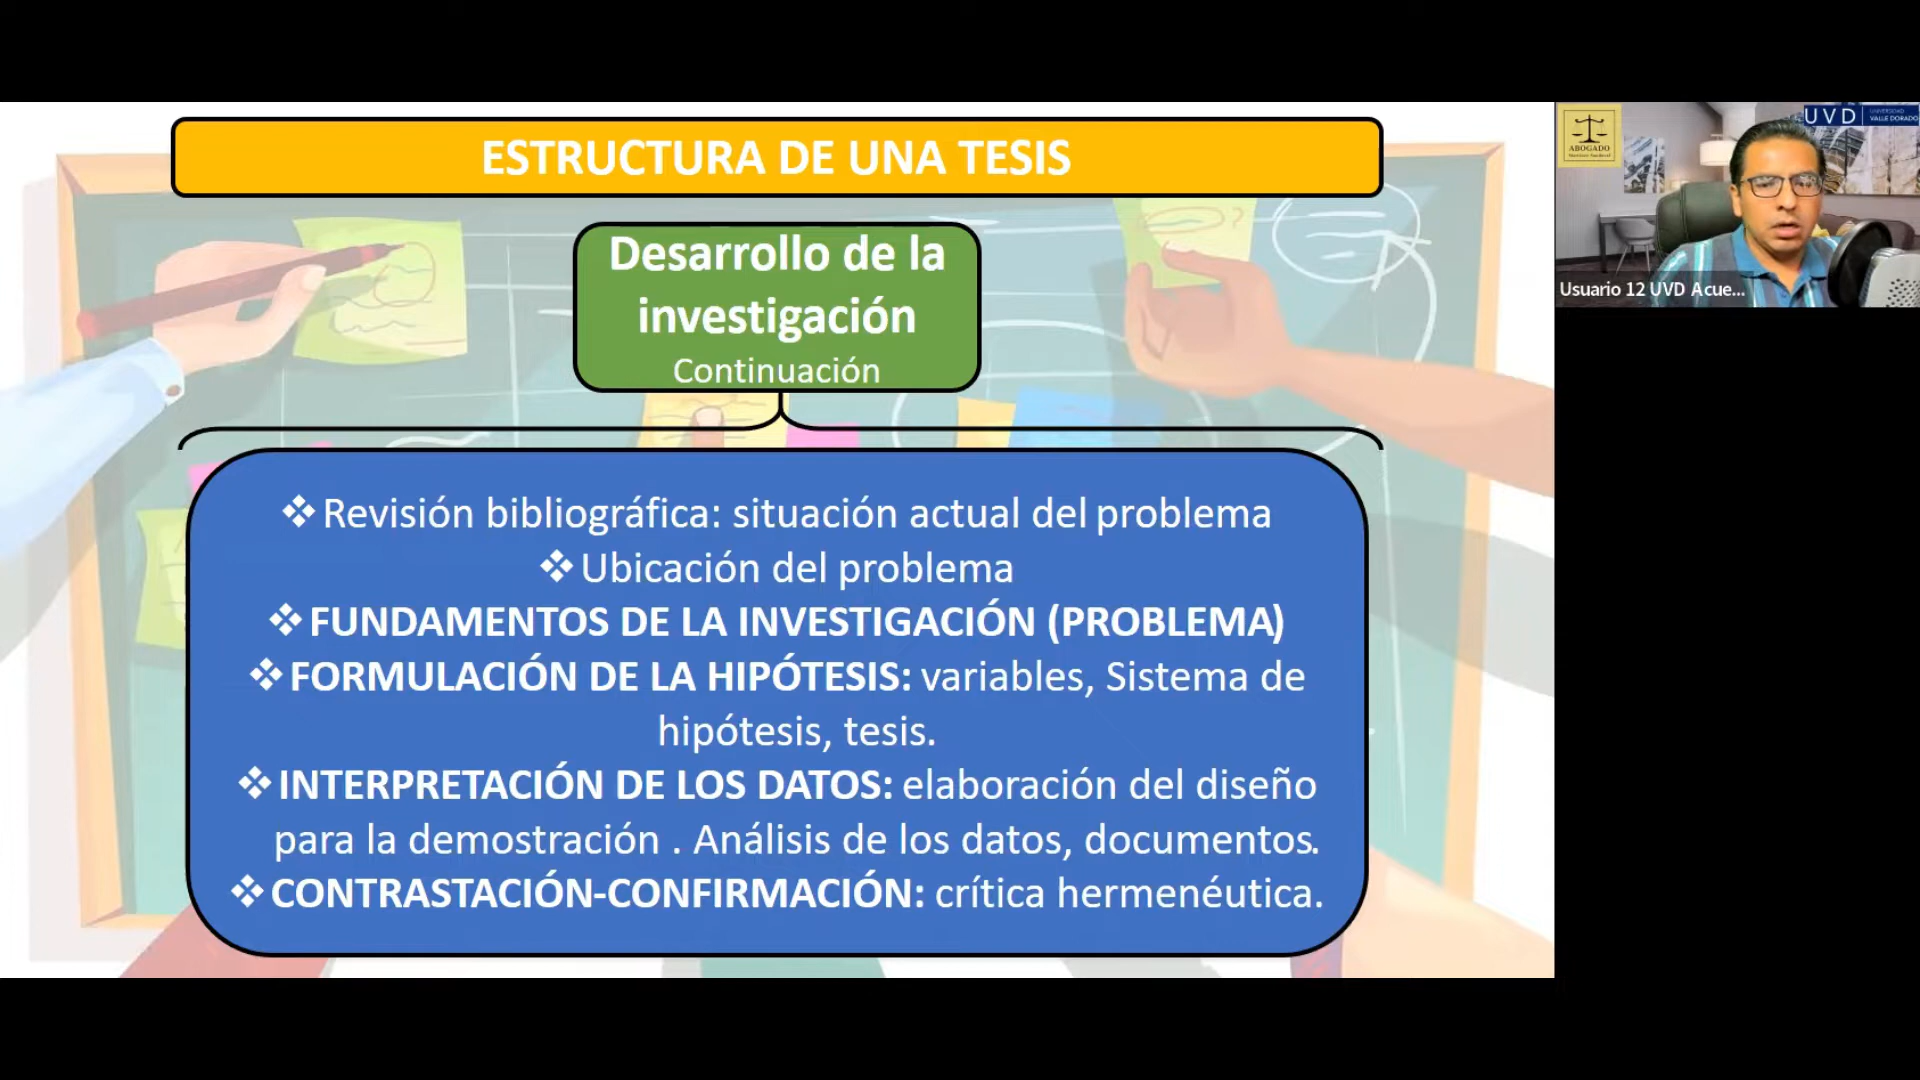 ESTRUCTURA DE UNA TESIS
Desarrollo de la
investigación
Continuación
❖Revisión bibliográfica: situación actual del problema
❖Ubicación del problema
❖FUNDAMENTOS DE LA INVESTIGACIÓN (PROBLEMA)
❖FORMULACIÓN DE LA HIPÓTESIS: variables, Sistema de
hipótesis, tesis.
❖INTERPRETACIÓN DE LOS DATOS: elaboración del diseño
para la demostración . Análisis de los datos, documentos.
❖CONTRASTACIÓN-CONFIRMACIÓN: crítica hermenéutica.
ABOGADO
UVD
UNIVERSIDAD
VALLE DORADO
Usuario 12 UVD Acue...